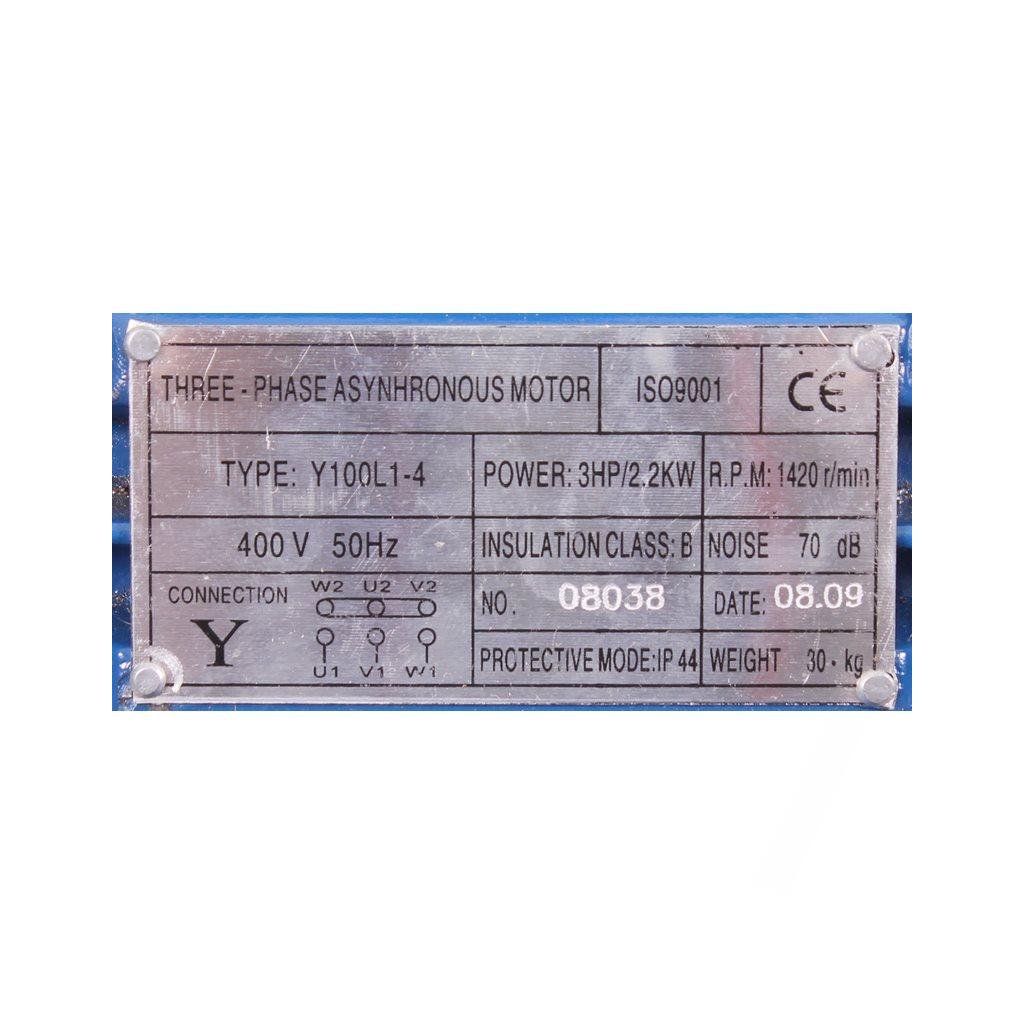 THREE - PHASE ASYNHRONOUS MOTOR ISO9001 CE
TYPE: Y100L1-4 POWER: 3HP/2.2KW R.P.M: 1420 r/min
400 V 50Hz INSULATION CLASS: B NOISE 70 dB
CONNECTION W2 U2 V2 NO. 08038 DATE: 08.09
Y U1 V1 W1 PROTECTIVE MODE: IP 44 WEIGHT 30 · kg